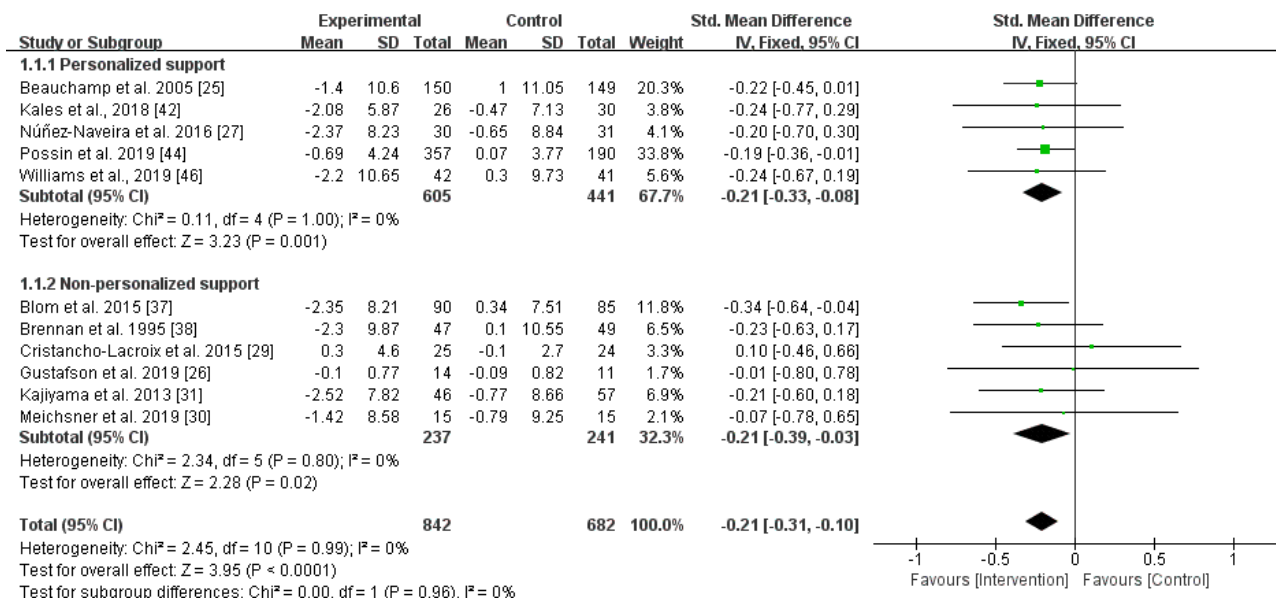 Experimental Control Std. Mean Difference Std. Mean Difference
Study or Subgroup Mean SD Total Mean SD Total Weight IV, Fixed, 95% CI IV, Fixed, 95% CI
1.1.1 Personalized support
Beauchamp et al. 2005 [25] -1.4 10.6 150 1 11.05 149 20.3% -0.22 [-0.45, 0.01]
Kales et al., 2018 [42] -2.08 5.87 26 -0.47 7.13 30 3.8% -0.24 [-0.77, 0.29]
Núñez-Naveira et al. 2016 [27] -2.37 8.23 30 -0.65 8.84 31 4.1% -0.20 [-0.70, 0.30]
Possin et al. 2019 [44] -0.69 4.24 357 0.07 3.77 190 33.8% -0.19 [-0.36, -0.01]
Williams et al., 2019 [46] -2.2 10.65 42 0.3 9.73 41 5.6% -0.24 [-0.67, 0.19]
Subtotal (95% CI) 605 441 67.7% -0.21 [-0.33, -0.08]
Heterogeneity: Chi² = 0.11, df = 4 (P = 1.00); I² = 0%
Test for overall effect: Z = 3.23 (P = 0.001)
1.1.2 Non-personalized support
Blom et al. 2015 [37] -2.35 8.21 90 0.34 7.51 85 11.8% -0.34 [-0.64, -0.04]
Brennan et al. 1995 [38] -2.3 9.87 47 0.1 10.55 49 6.5% -0.23 [-0.63, 0.17]
Cristancho-Lacroix et al. 2015 [29] 0.3 4.6 25 -0.1 2.7 24 3.3% 0.10 [-0.46, 0.66]
Gustafson et al. 2019 [26] -0.1 0.77 14 -0.09 0.82 11 1.7% -0.01 [-0.80, 0.78]
Kajiyama et al. 2013 [31] -2.52 7.82 46 -0.77 8.66 57 6.9% -0.21 [-0.60, 0.18]
Meichsner et al. 2019 [30] -1.42 8.58 15 -0.79 9.25 15 2.1% -0.07 [-0.78, 0.65]
Subtotal (95% CI) 237 241 32.3% -0.21 [-0.39, -0.03]
Heterogeneity: Chi² = 2.34, df = 5 (P = 0.80); I² = 0%
Test for overall effect: Z = 2.28 (P = 0.02)
Total (95% CI) 842 682 100.0% -0.21 [-0.31, -0.10]
Heterogeneity: Chi² = 2.45, df = 10 (P = 0.99); I² = 0%
Test for overall effect: Z = 3.95 (P < 0.0001)
Test for subgroup differences: Chi² = 0.00, df = 1 (P = 0.96), I² = 0%
-1 -0.5 0 0.5 1
Favours [Intervention] Favours [Control]